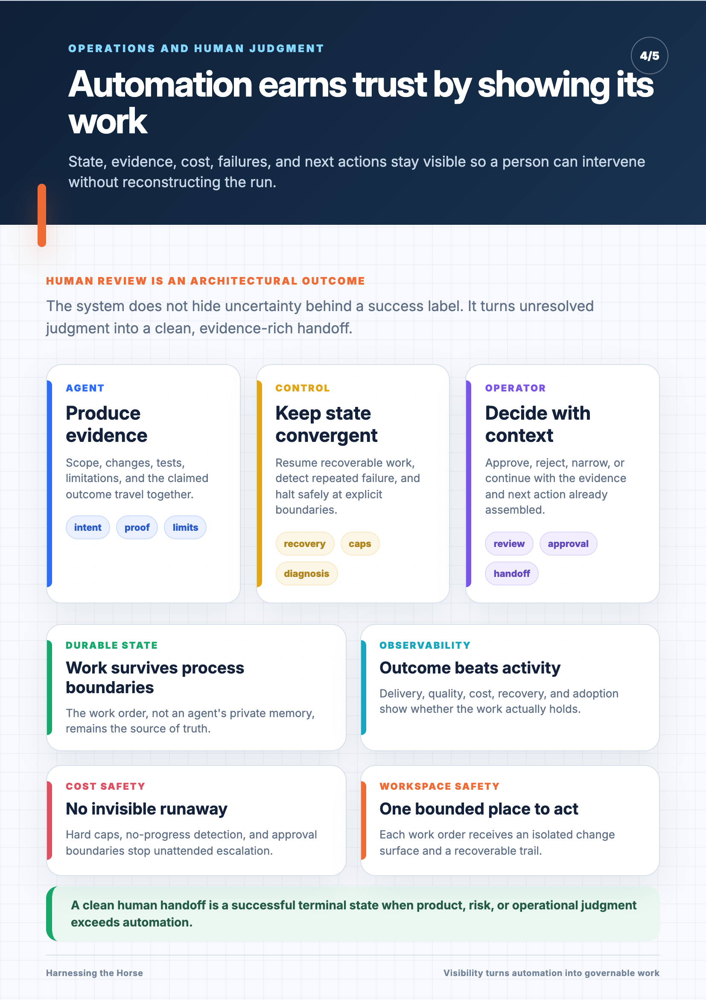 OPERATIONS AND HUMAN JUDGMENT
4/5
Automation earns trust by showing its
work
State, evidence, cost, failures, and next actions stay visible so a person can intervene
without reconstructing the run.
HUMAN REVIEW IS AN ARCHITECTURAL OUTCOME
The system does not hide uncertainty behind a success label. It turns unresolved
judgment into a clean, evidence-rich handoff.
AGENT
Produce
evidence
Scope, changes, tests,
limitations, and the claimed
outcome travel together.
intent proof limits
CONTROL
Keep state
convergent
Resume recoverable work,
detect repeated failure, and
halt safely at explicit
boundaries.
recovery caps
diagnosis
OPERATOR
Decide with
context
Approve, reject, narrow, or
continue with the evidence
and next action already
assembled.
review approval
handoff
DURABLE STATE
Work survives process
boundaries
The work order, not an agent's private memory,
remains the source of truth.
OBSERVABILITY
Outcome beats activity
Delivery, quality, cost, recovery, and adoption
show whether the work actually holds.
COST SAFETY
No invisible runaway
Hard caps, no-progress detection, and approval
boundaries stop unattended escalation.
WORKSPACE SAFETY
One bounded place to act
Each work order receives an isolated change
surface and a recoverable trail.
A clean human handoff is a successful terminal state when product, risk, or operational judgment
exceeds automation.
Harnessing the Horse
Visibility turns automation into governable work